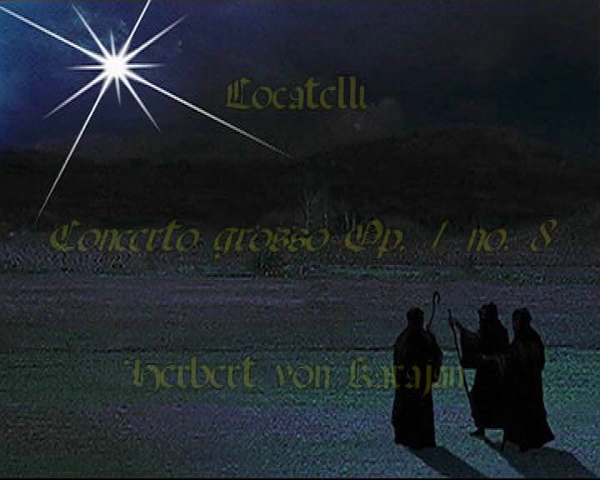 Locatelli
Concerto grosso Op. 1 no. 8
Herbert von Karajan